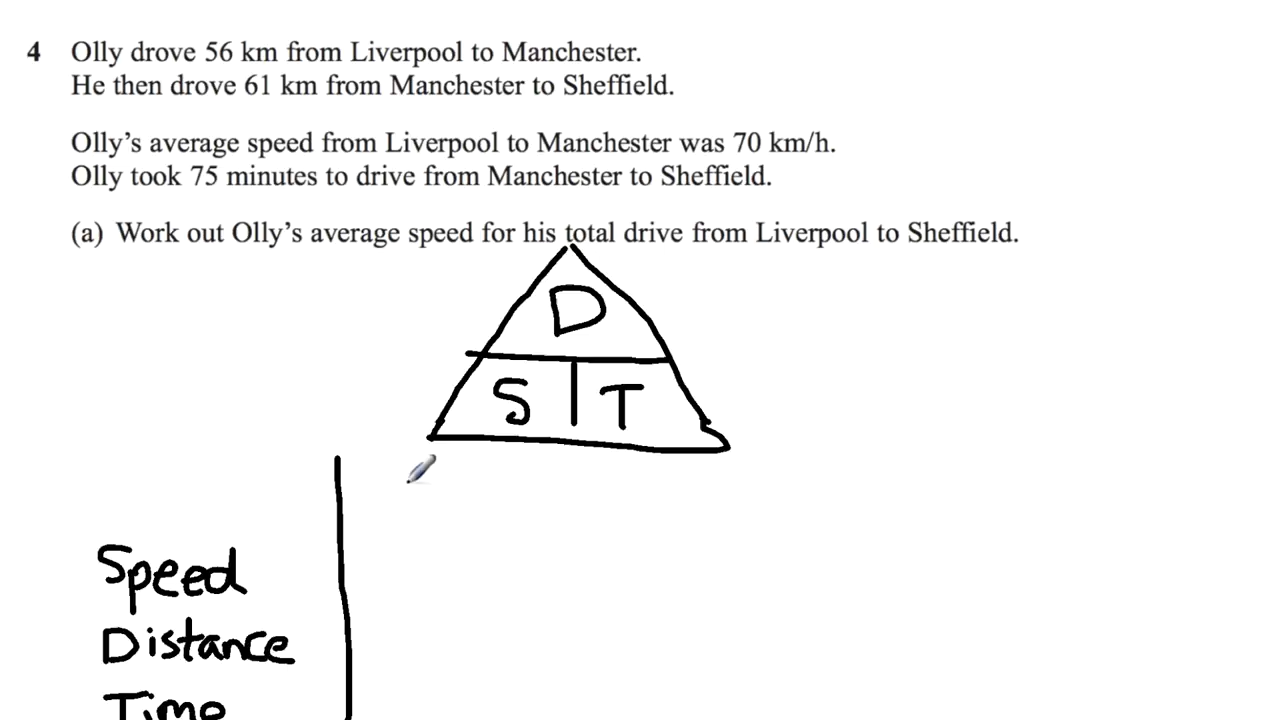 4 Olly drove 56 km from Liverpool to Manchester.
He then drove 61 km from Manchester to Sheffield.
Olly's average speed from Liverpool to Manchester was 70 km/h.
Olly took 75 minutes to drive from Manchester to Sheffield.
(a) Work out Olly's average speed for his total drive from Liverpool to Sheffield.
D
S T
Speed
Distance
Time